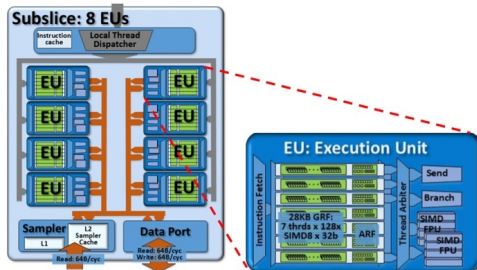 Subslice: 8 EUs
Instruction
cache
Local Thread
Dispatcher
EU
EU
EU
EU
EU
EU
EU
EU
Sampler
L1
L2
Sampler
Cache
Read: 64B/cyc
Data Port
Read: 64B/cyc
Write: 64B/cyc
EU: Execution Unit
Instruction Fetch
28KB GRF:
7 thrds x 128x
SIMD8 x 32b
ARF
Thread Arbiter
Send
Branch
SIMD
FPU
SIMD
FPU